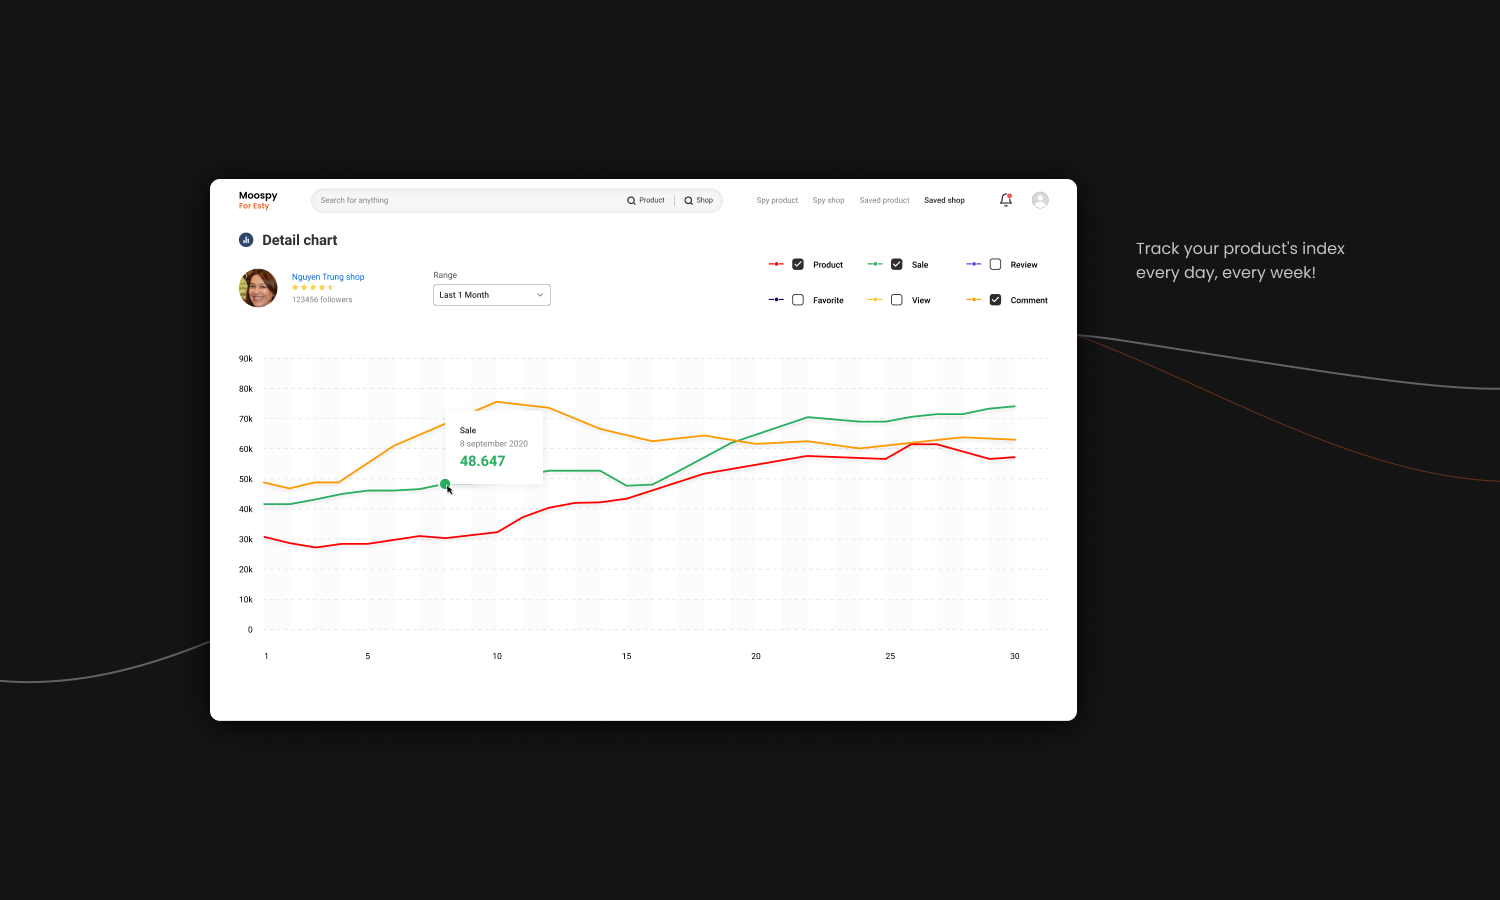 Moospy
For Esty
Search for anything
Product
Shop
Spy product
Spy shop
Saved product
Saved shop
Detail chart
Nguyen Trung shop
123456 followers
Range
Last 1 Month
Product
Sale
Review
Favorite
View
Comment
Track your product's index
every day, every week!
90k
80k
70k
60k
50k
40k
30k
20k
10k
0
Sale
8 september 2020
48.647
1
5
10
15
20
25
30